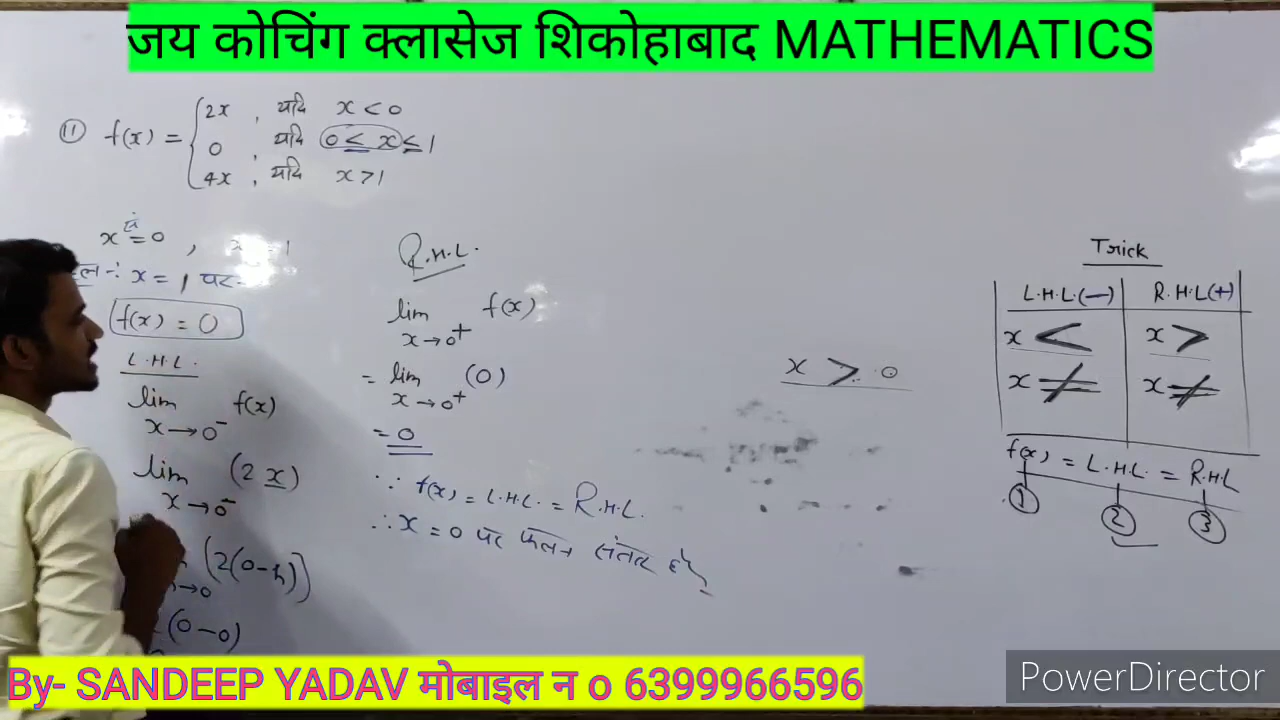 जय कोचिंग क्लासेज शिकोहाबाद MATHEMATICS
⑪ f(x) = { 2x , यदि x < 0
0 , यदि 0 ≤ x ≤ 1
4x , यदि x > 1
x = 0 ,
x = 1 पर
f(x) = 0
L.H.L.
lim f(x)
x → 0⁻
lim (2x)
x → 0⁻
(2(0-h))
(0-0)
R.H.L.
lim f(x)
x → 0⁺
= lim (0)
x → 0⁺
= 0
∵ f(x) = L.H.L. = R.H.L.
∴ x = 0 पर फलन संतत है
x > 0
Trick
L.H.L.(−) R.H.L(+)
x < x >
x ≠ x ≠
f(x) = L.H.L = R.H.L
① ② ③
By- SANDEEP YADAV मोबाइल न o 6399966596
PowerDirector